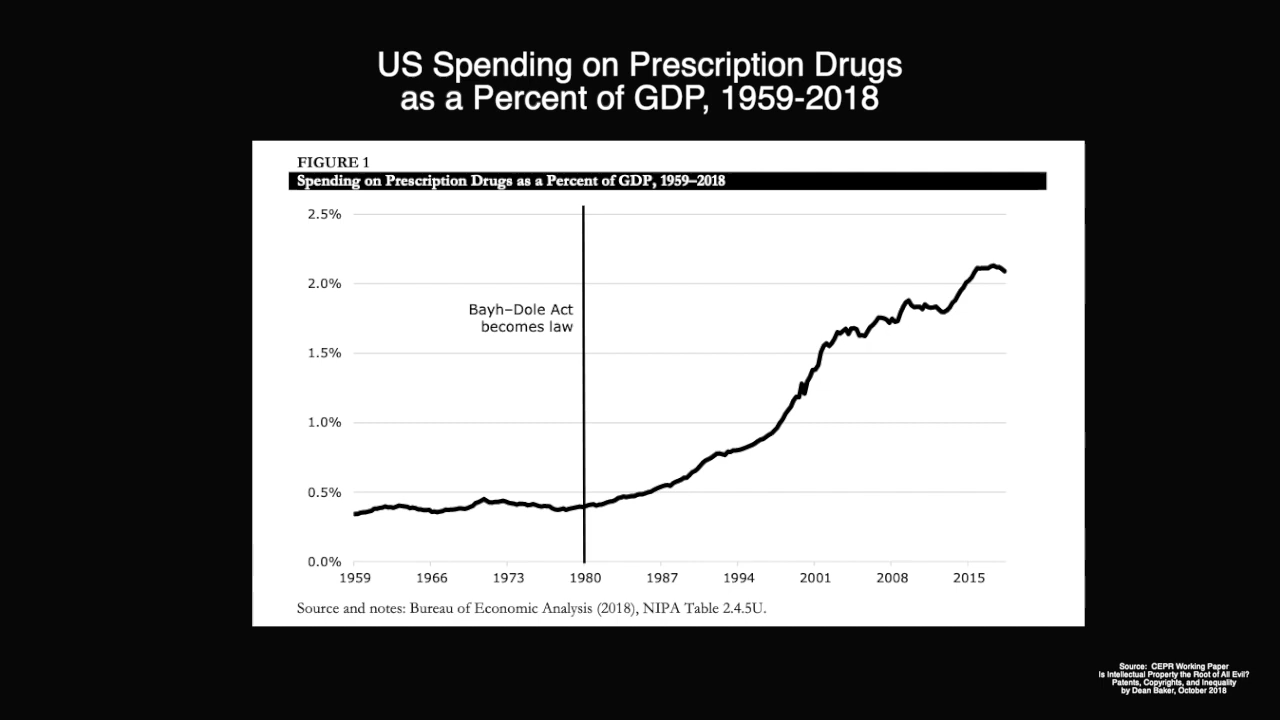 US Spending on Prescription Drugs
as a Percent of GDP, 1959-2018
FIGURE 1
Spending on Prescription Drugs as a Percent of GDP, 1959–2018
2.5%
2.0%
Bayh–Dole Act
becomes law
1.5%
1.0%
0.5%
0.0%
1959 1966 1973 1980 1987 1994 2001 2008 2015
Source and notes: Bureau of Economic Analysis (2018), NIPA Table 2.4.5U.
Source: CEPR Working Paper
Is Intellectual Property the Root of All Evil?
Patents, Copyrights, and Inequality
by Dean Baker, October 2018